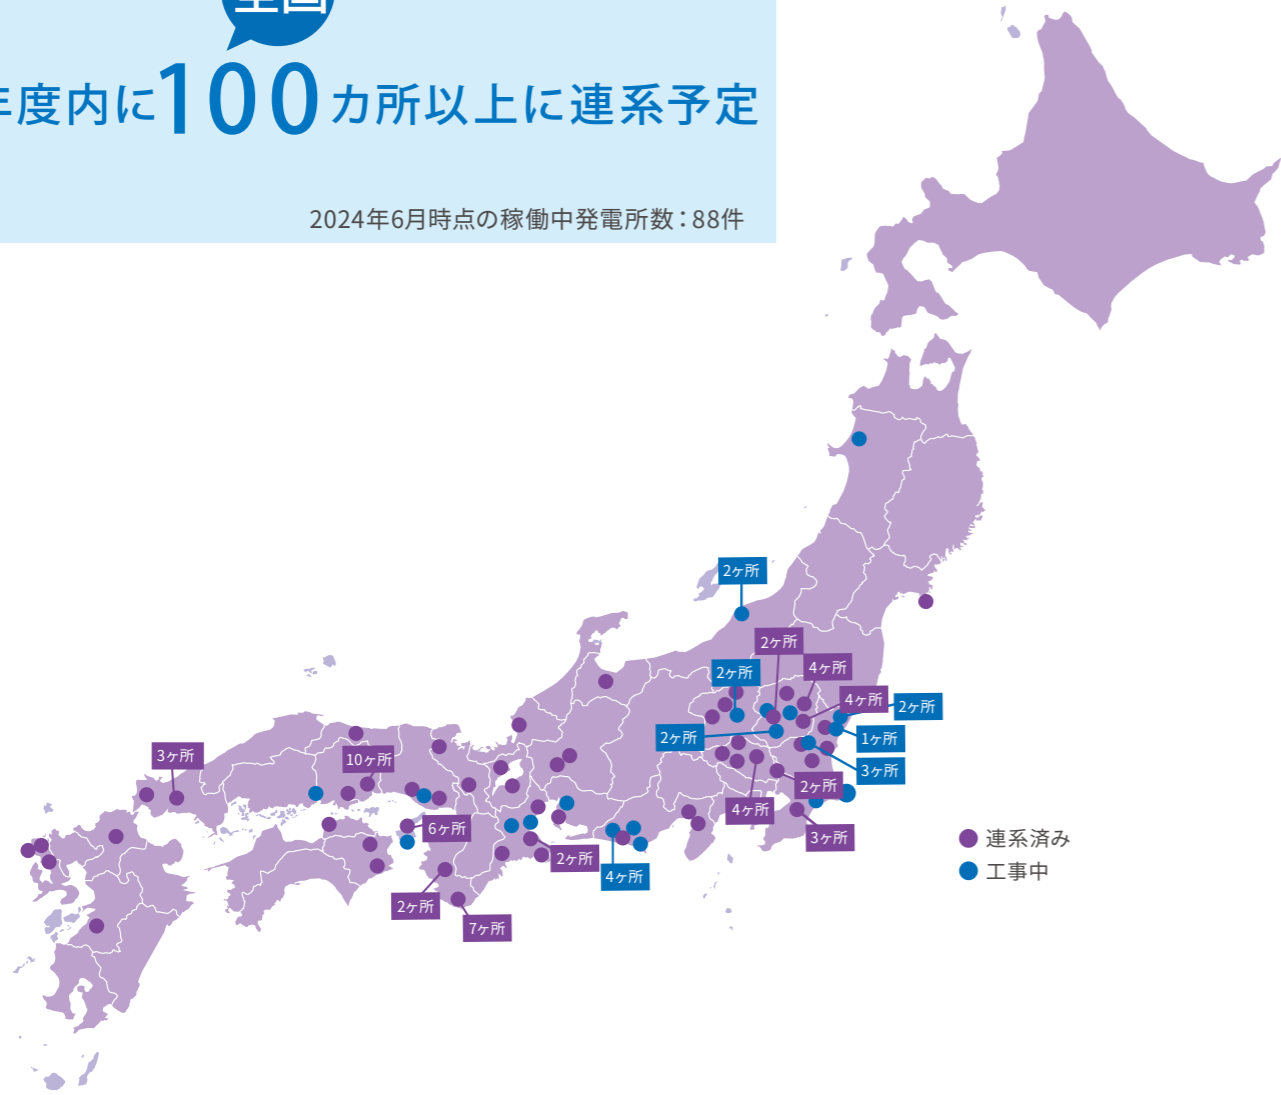 全国
年度内に100カ所以上に連系予定
2024年6月時点の稼働中発電所数：88件
2ヶ所
2ヶ所
4ヶ所
2ヶ所
4ヶ所
2ヶ所
2ヶ所
1ヶ所
3ヶ所
10ヶ所
3ヶ所
2ヶ所
4ヶ所
6ヶ所
3ヶ所
2ヶ所
4ヶ所
2ヶ所
7ヶ所
連系済み
工事中